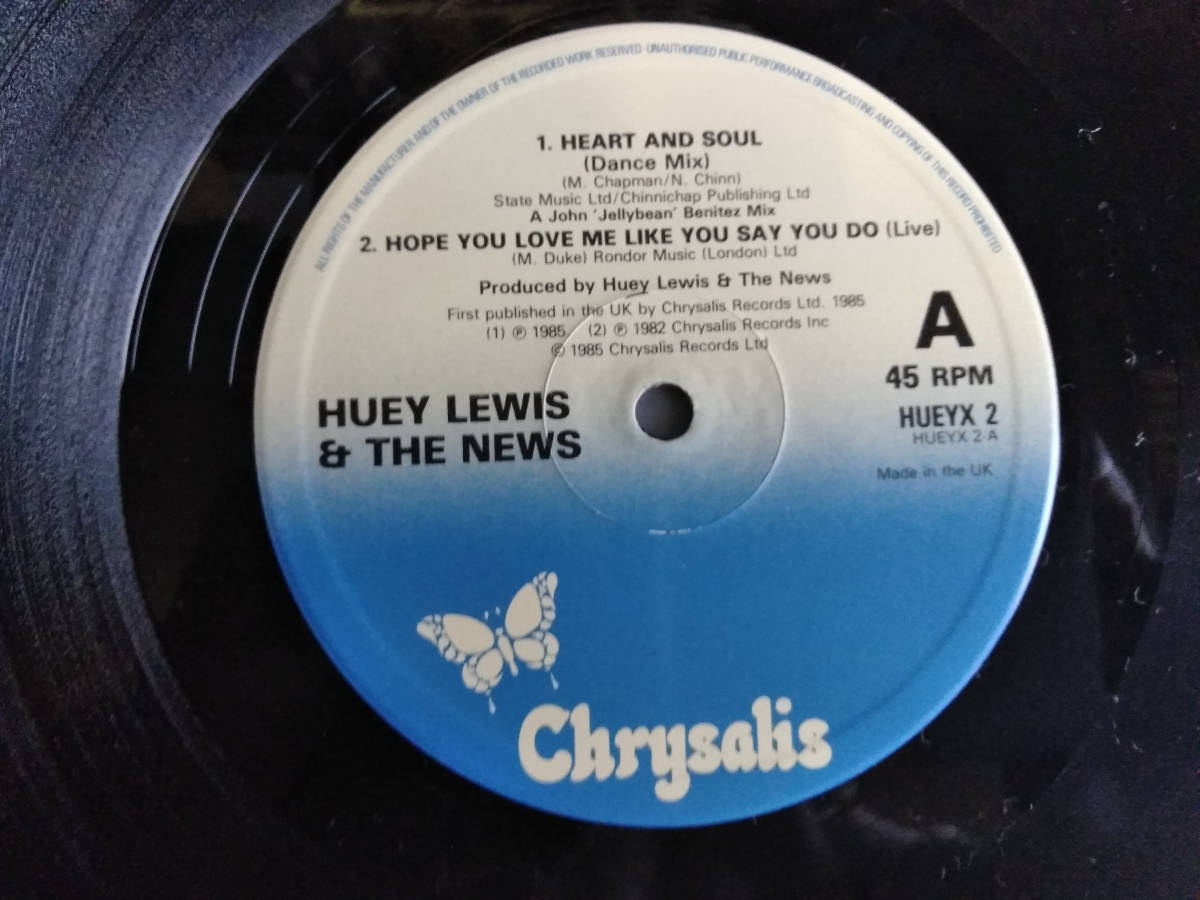 ALL RIGHTS OF THE MANUFACTURER AND OF THE OWNER OF THE RECORDED WORK RESERVED · UNAUTHORISED PUBLIC PERFORMANCE BROADCASTING AND COPYING OF THIS RECORD PROHIBITED
1. HEART AND SOUL
(Dance Mix)
(M. Chapman/N. Chinn)
State Music Ltd/Chinnichap Publishing Ltd
A John 'Jellybean' Benitez Mix
2. HOPE YOU LOVE ME LIKE YOU SAY YOU DO (Live)
(M. Duke) Rondor Music (London) Ltd
Produced by Huey Lewis & The News
First published in the UK by Chrysalis Records Ltd. 1985
(1) ℗ 1985 (2) ℗ 1982 Chrysalis Records Inc
© 1985 Chrysalis Records Ltd
HUEY LEWIS
& THE NEWS
A
45 RPM
HUEYX 2
HUEYX 2 A
Made in the UK
Chrysalis